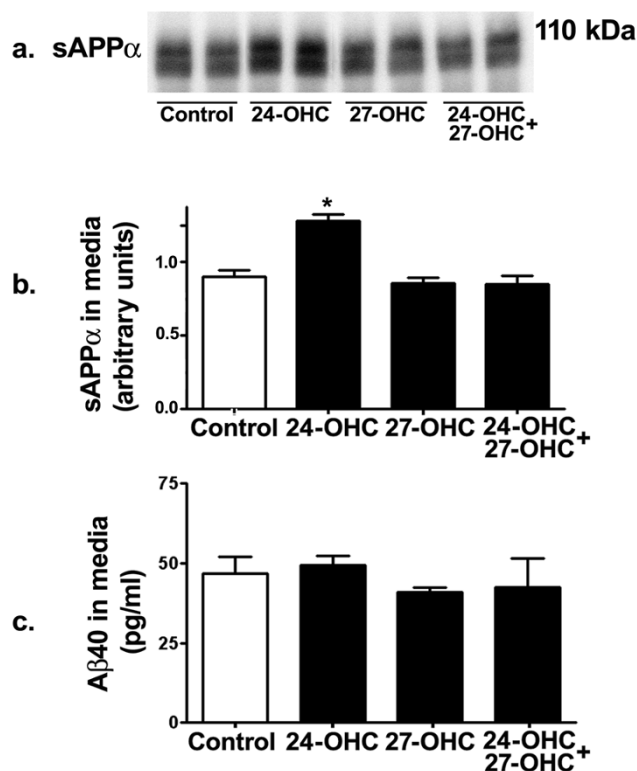 a. sAPPα 110 kDa
Control 24-OHC 27-OHC 24-OHC+
27-OHC
b.
sAPPα in media
(arbitrary units)
*
1.0
0.5
0.0
Control 24-OHC 27-OHC 24-OHC+
27-OHC
c.
Aβ40 in media
(pg/ml)
75
50
25
0
Control 24-OHC 27-OHC 24-OHC+
27-OHC